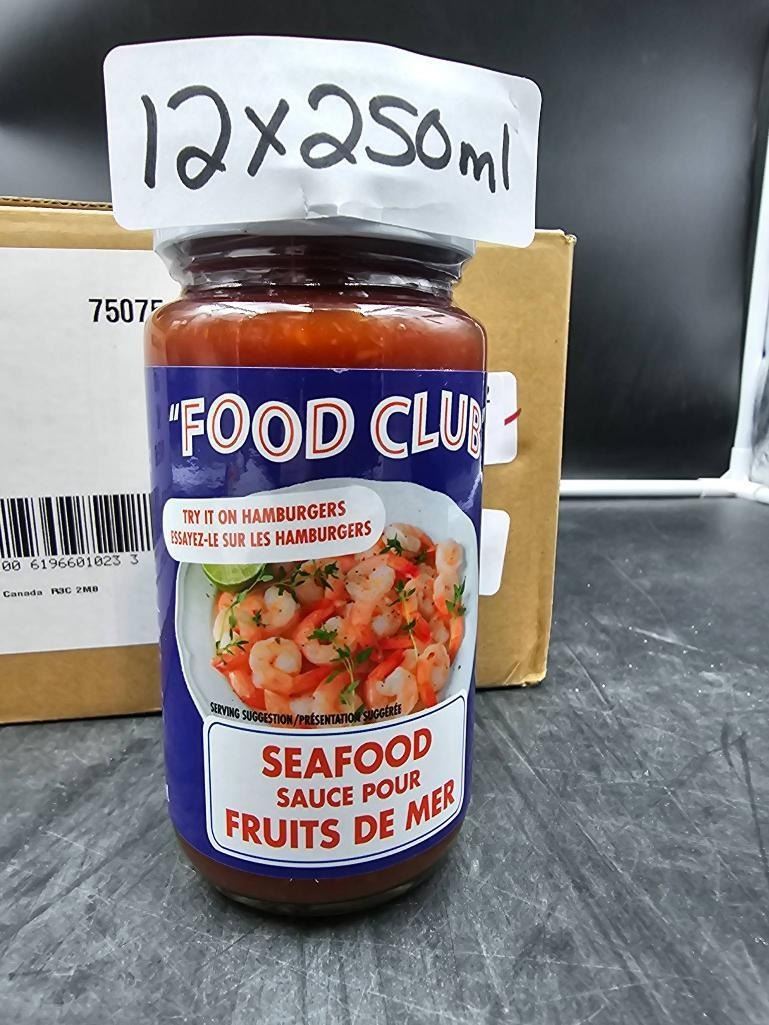 12x250ml
75075
"FOOD CLUB"
TRY IT ON HAMBURGERS
ESSAYEZ-LE SUR LES HAMBURGERS
00 6196601023 3
Canada R3C 2M8
SERVING SUGGESTION/PRÉSENTATION SUGGÉRÉE
SEAFOOD
SAUCE POUR
FRUITS DE MER